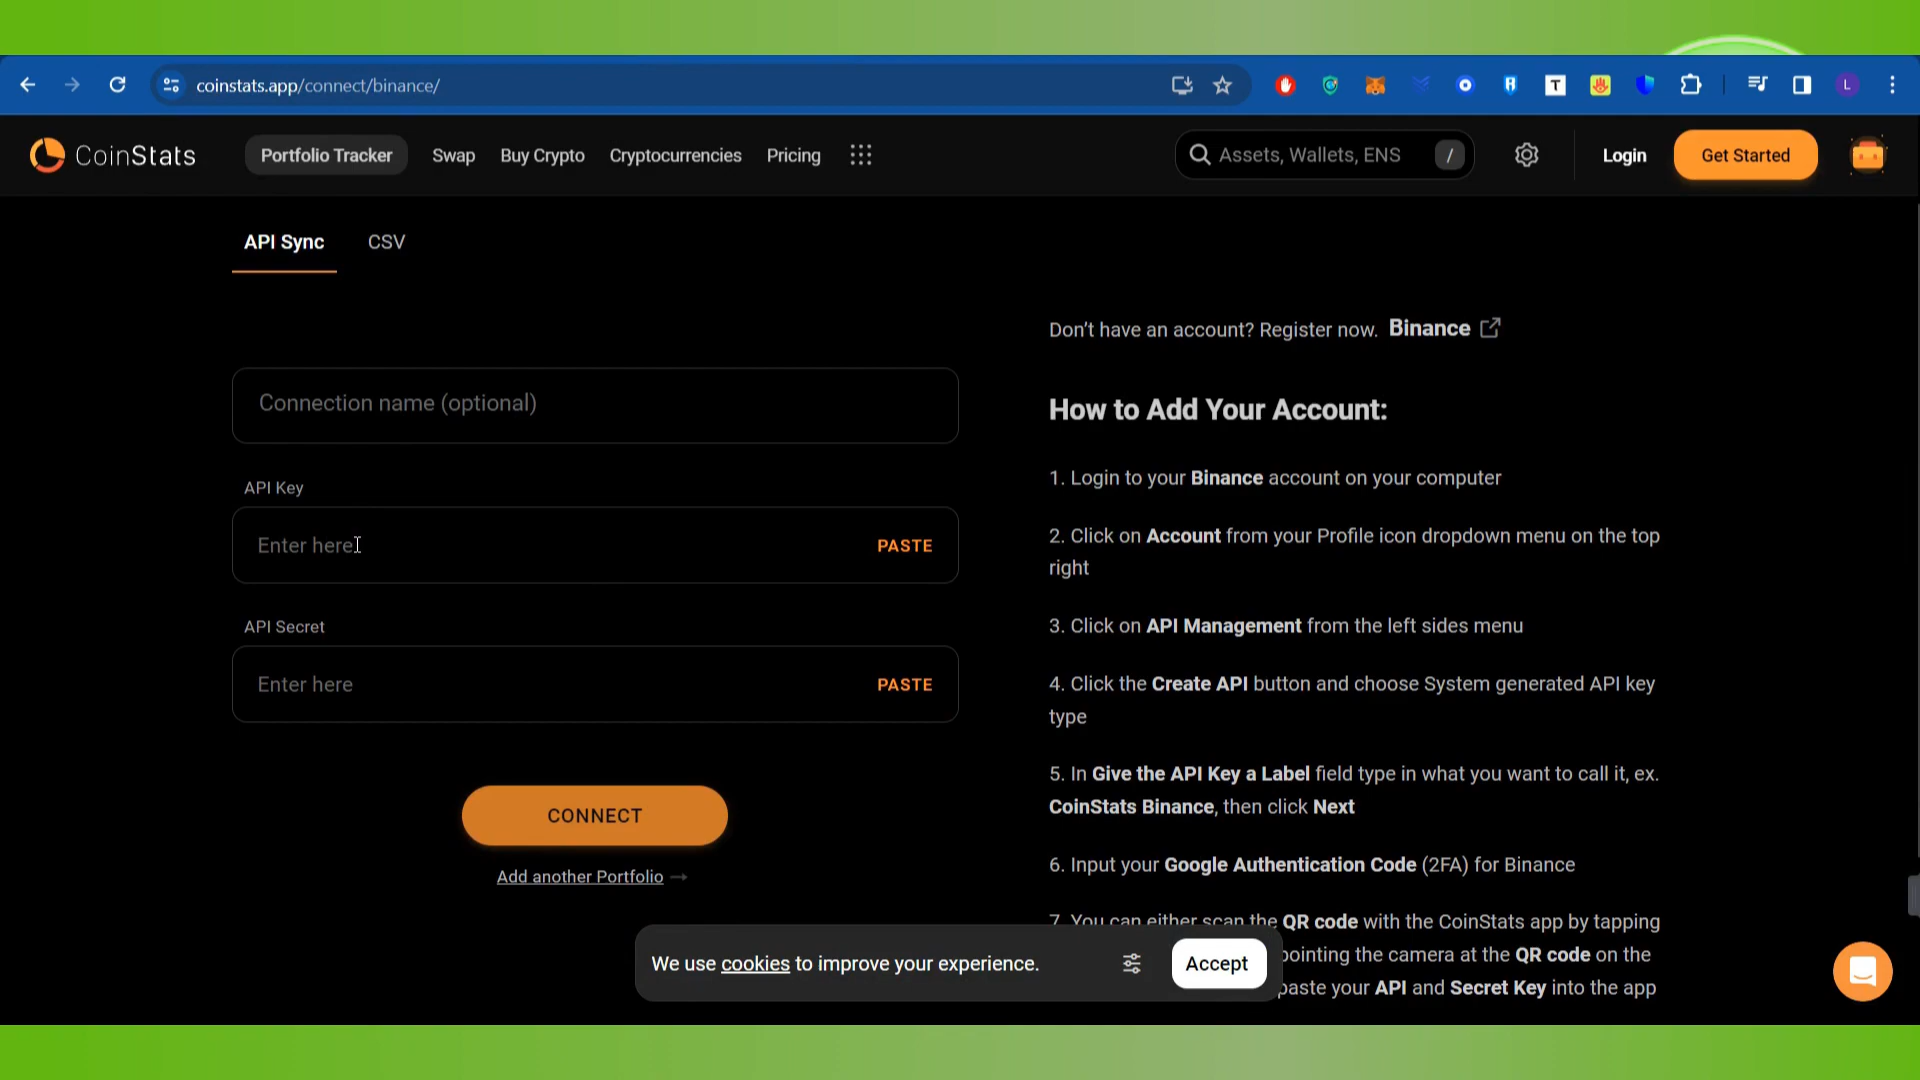 coinstats.app/connect/binance/
T
L
CoinStats
Portfolio Tracker
Swap
Buy Crypto
Cryptocurrencies
Pricing
Assets, Wallets, ENS
/
Login
Get Started
API Sync
CSV
Connection name (optional)
API Key
Enter here
PASTE
API Secret
Enter here
PASTE
CONNECT
Add another Portfolio →
Don't have an account? Register now. Binance
How to Add Your Account:
1. Login to your Binance account on your computer
2. Click on Account from your Profile icon dropdown menu on the top
right
3. Click on API Management from the left sides menu
4. Click the Create API button and choose System generated API key
type
5. In Give the API Key a Label field type in what you want to call it, ex.
CoinStats Binance, then click Next
6. Input your Google Authentication Code (2FA) for Binance
7. You can either scan the QR code with the CoinStats app by tapping
pointing the camera at the QR code on the
paste your API and Secret Key into the app
We use cookies to improve your experience.
Accept